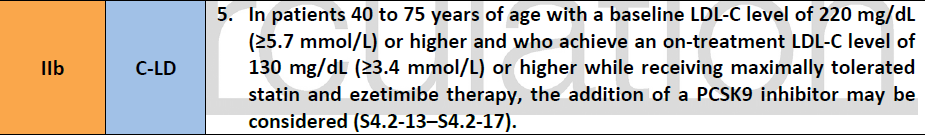 IIb
C-LD
5. In patients 40 to 75 years of age with a baseline LDL-C level of 220 mg/dL
(≥5.7 mmol/L) or higher and who achieve an on-treatment LDL-C level of
130 mg/dL (≥3.4 mmol/L) or higher while receiving maximally tolerated
statin and ezetimibe therapy, the addition of a PCSK9 inhibitor may be
considered (S4.2-13–S4.2-17).